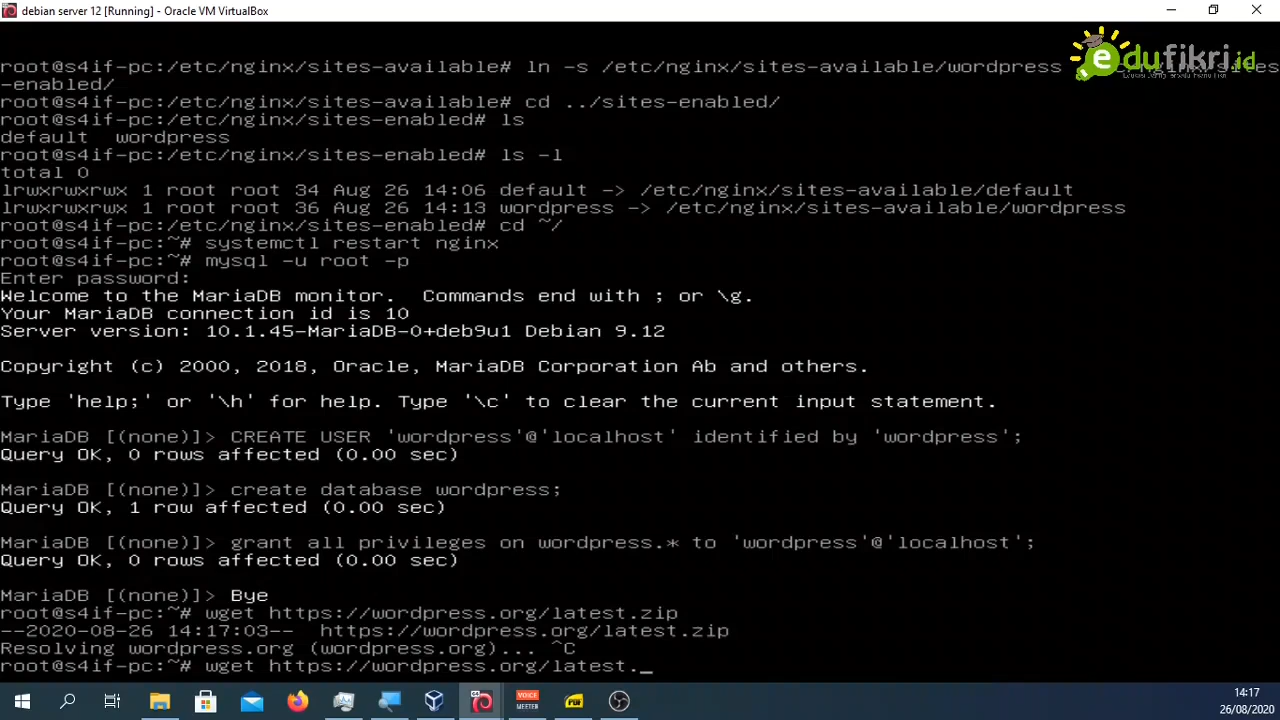 debian server 12 [Running] - Oracle VM VirtualBox
edufikri.id
root@s4if-pc:/etc/nginx/sites-available# ln -s /etc/nginx/sites-available/wordpress
-enabled/
root@s4if-pc:/etc/nginx/sites-available# cd ../sites-enabled/
root@s4if-pc:/etc/nginx/sites-enabled# ls
default  wordpress
root@s4if-pc:/etc/nginx/sites-enabled# ls -l
total 0
lrwxrwxrwx 1 root root 34 Aug 26 14:06 default -> /etc/nginx/sites-available/default
lrwxrwxrwx 1 root root 36 Aug 26 14:13 wordpress -> /etc/nginx/sites-available/wordpress
root@s4if-pc:/etc/nginx/sites-enabled# cd ~/
root@s4if-pc:~# systemctl restart nginx
root@s4if-pc:~# mysql -u root -p
Enter password:
Welcome to the MariaDB monitor.  Commands end with ; or \g.
Your MariaDB connection id is 10
Server version: 10.1.45-MariaDB-0+deb9u1 Debian 9.12
Copyright (c) 2000, 2018, Oracle, MariaDB Corporation Ab and others.
Type 'help;' or '\h' for help. Type '\c' to clear the current input statement.
MariaDB [(none)]> CREATE USER 'wordpress'@'localhost' identified by 'wordpress';
Query OK, 0 rows affected (0.00 sec)
MariaDB [(none)]> create database wordpress;
Query OK, 1 row affected (0.00 sec)
MariaDB [(none)]> grant all privileges on wordpress.* to 'wordpress'@'localhost';
Query OK, 0 rows affected (0.00 sec)
MariaDB [(none)]> Bye
root@s4if-pc:~# wget https://wordpress.org/latest.zip
--2020-08-26 14:17:03--  https://wordpress.org/latest.zip
Resolving wordpress.org (wordpress.org)... ^C
root@s4if-pc:~# wget https://wordpress.org/latest._
VOICE
MEETER
14:17
26/08/2020